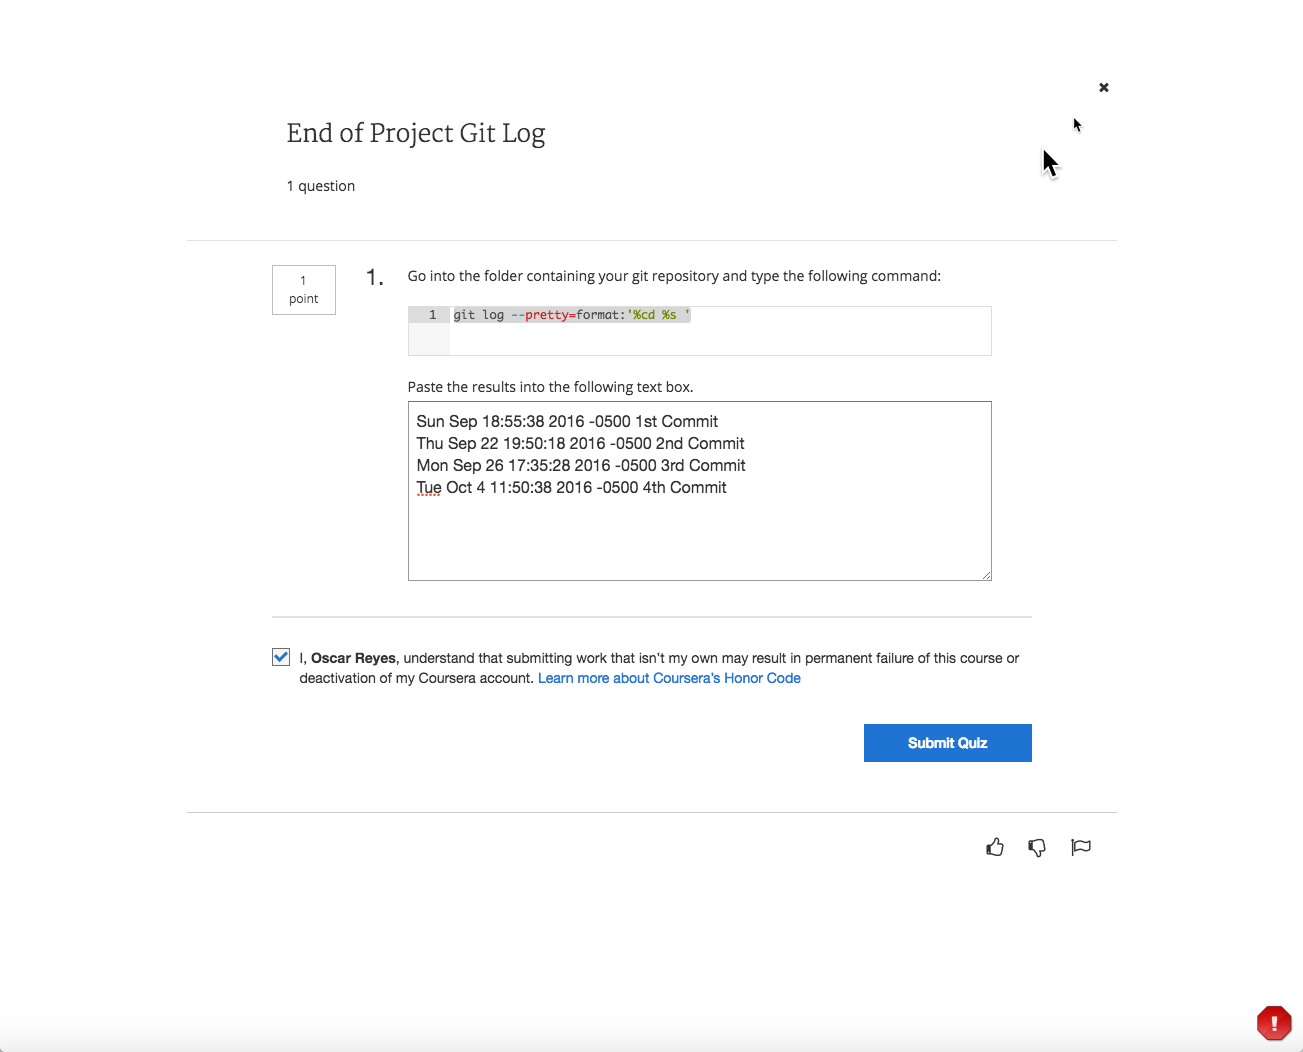 End of Project Git Log
1 question
1
point
1.
Go into the folder containing your git repository and type the following command:
1
git log --pretty=format:'%cd %s '
Paste the results into the following text box.
Sun Sep 18:55:38 2016 -0500 1st Commit
Thu Sep 22 19:50:18 2016 -0500 2nd Commit
Mon Sep 26 17:35:28 2016 -0500 3rd Commit
Tue Oct 4 11:50:38 2016 -0500 4th Commit
I, Oscar Reyes, understand that submitting work that isn't my own may result in permanent failure of this course or
deactivation of my Coursera account. Learn more about Coursera's Honor Code
Submit Quiz
!